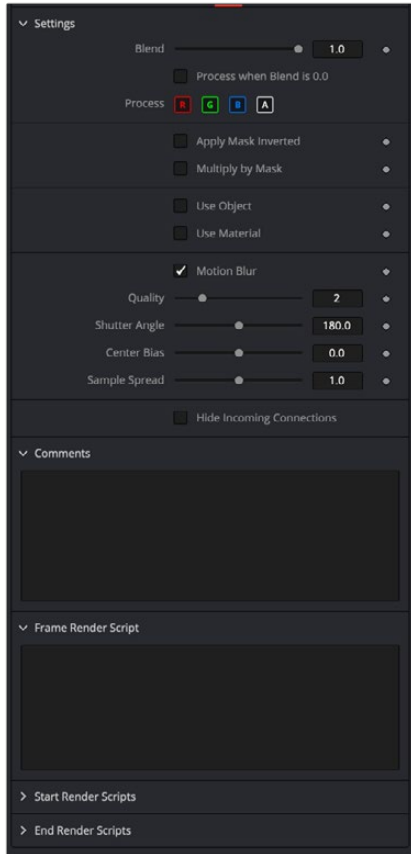 Settings
Blend 1.0
Process when Blend is 0.0
Process R G B A
Apply Mask Inverted
Multiply by Mask
Use Object
Use Material
Motion Blur
Quality 2
Shutter Angle 180.0
Center Bias 0.0
Sample Spread 1.0
Hide Incoming Connections
Comments
Frame Render Script
Start Render Scripts
End Render Scripts